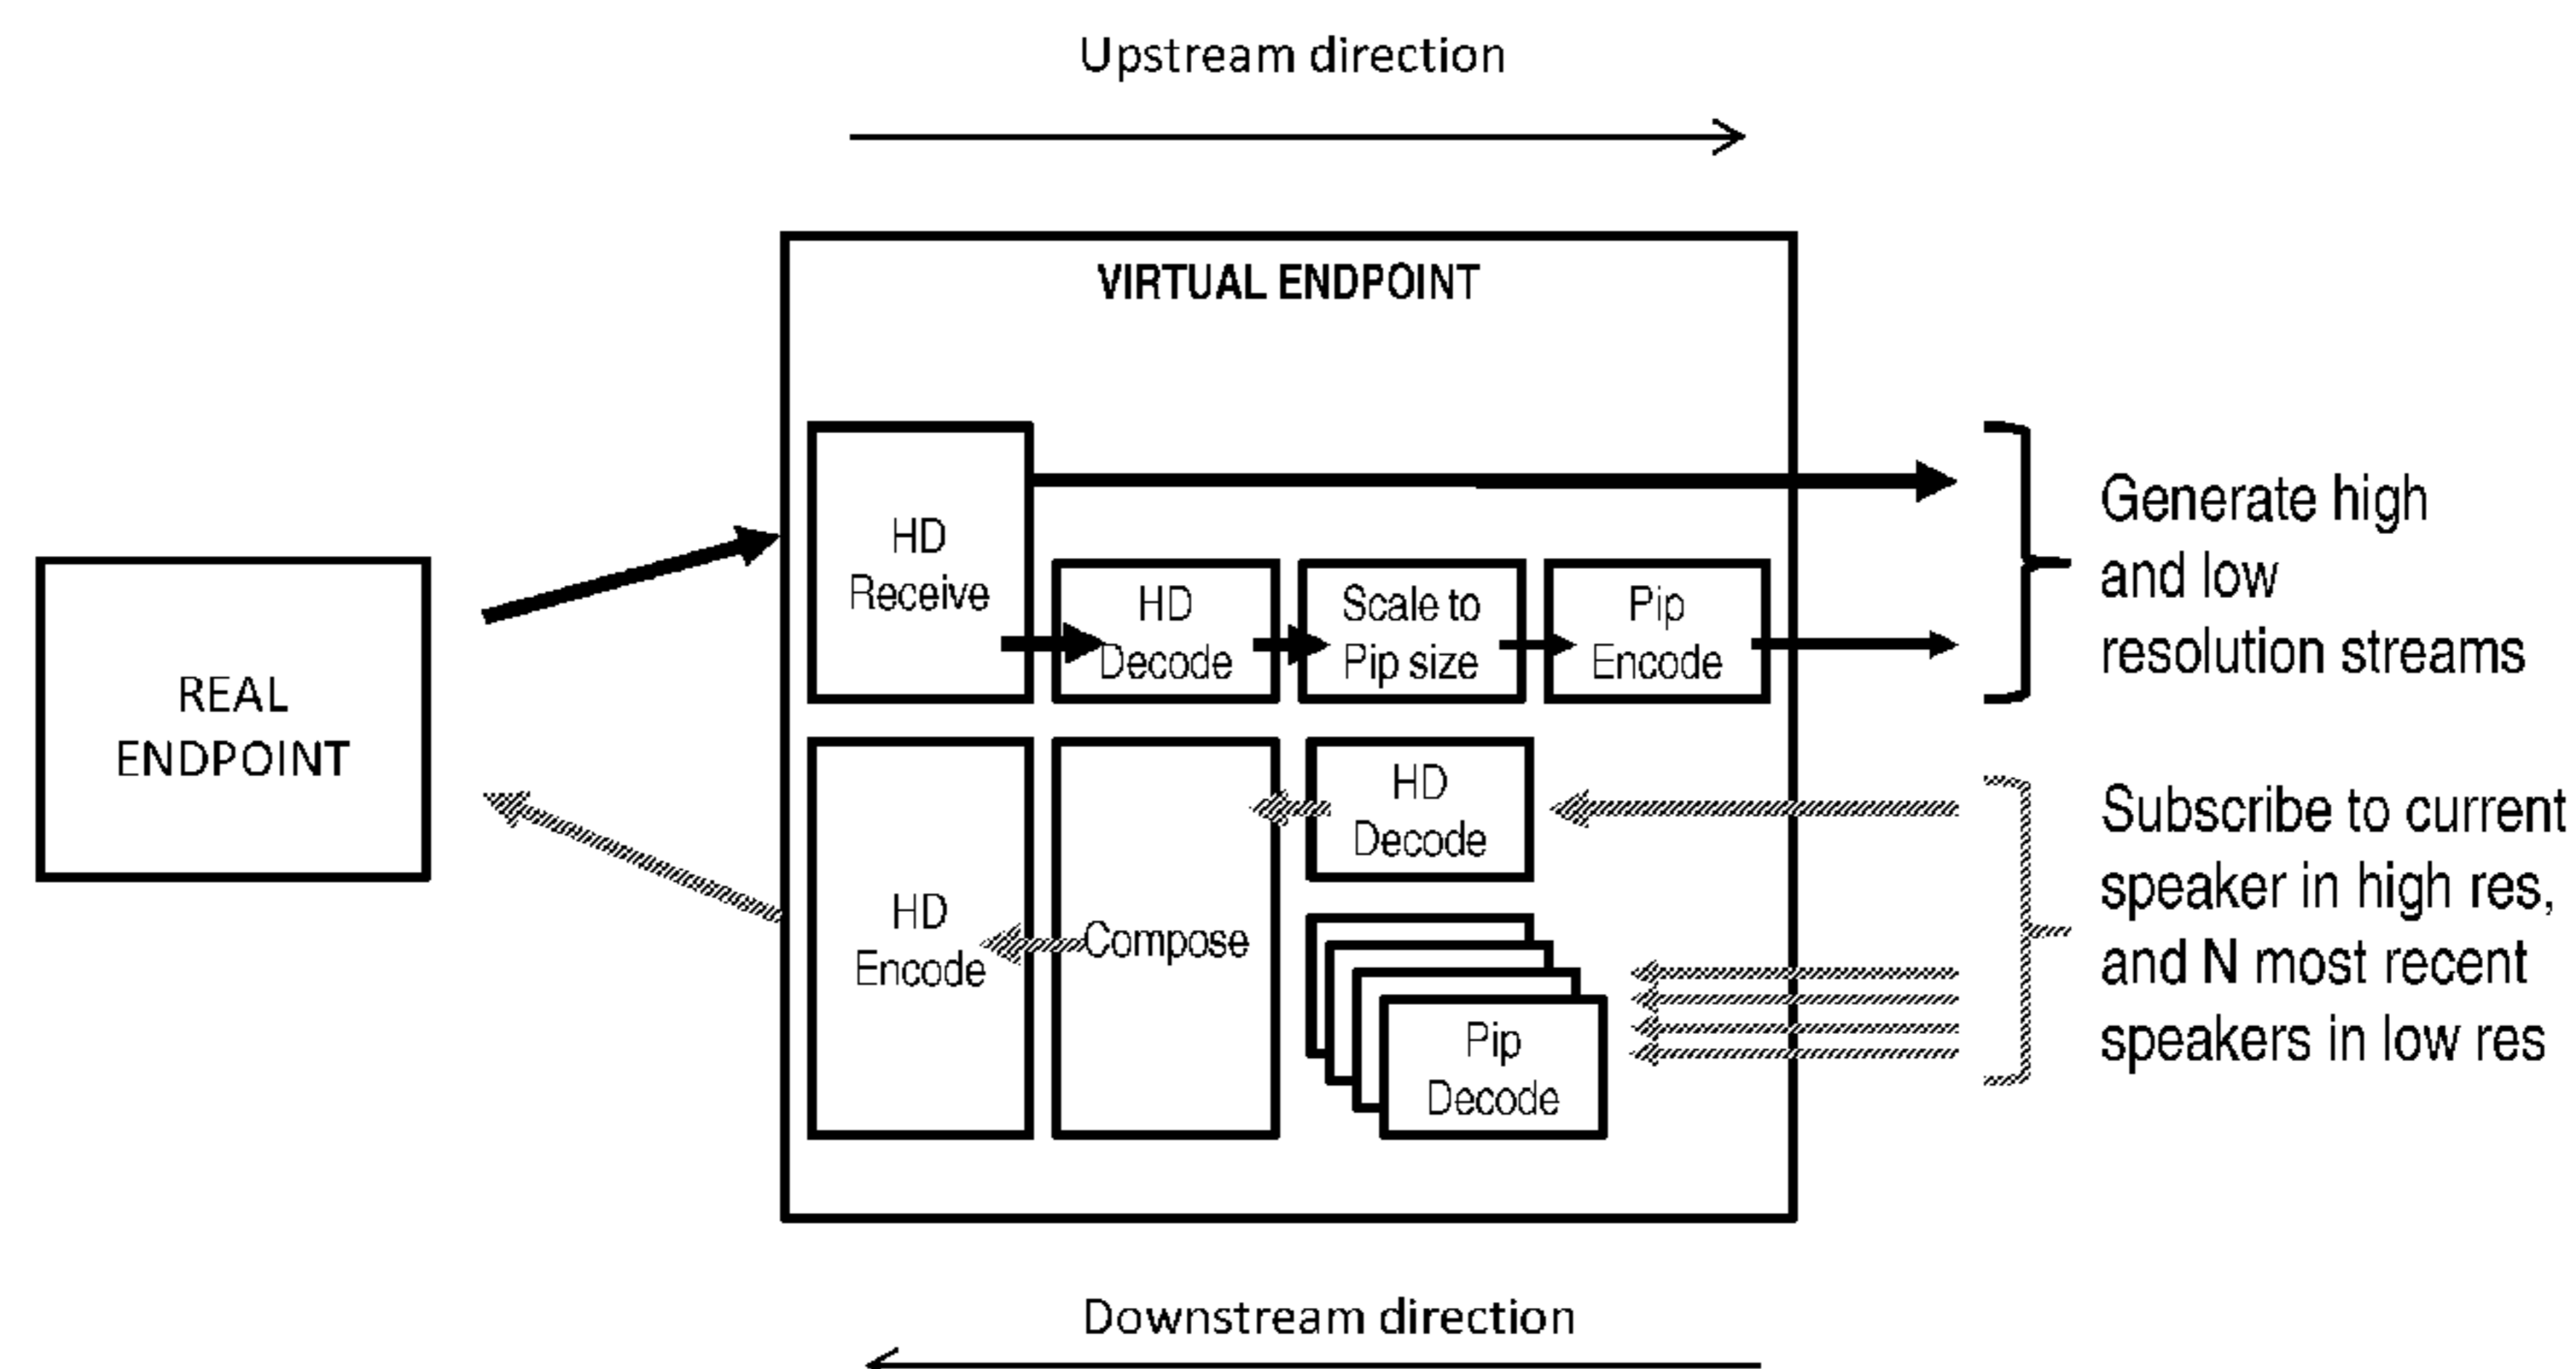 Upstream direction
VIRTUAL ENDPOINT
REAL
ENDPOINT
HD
Receive
HD
Decode
Scale to
Pip size
Pip
Encode
Generate high
and low
resolution streams
HD
Encode
Compose
HD
Decode
Pip
Decode
Subscribe to current
speaker in high res,
and N most recent
speakers in low res
Downstream direction